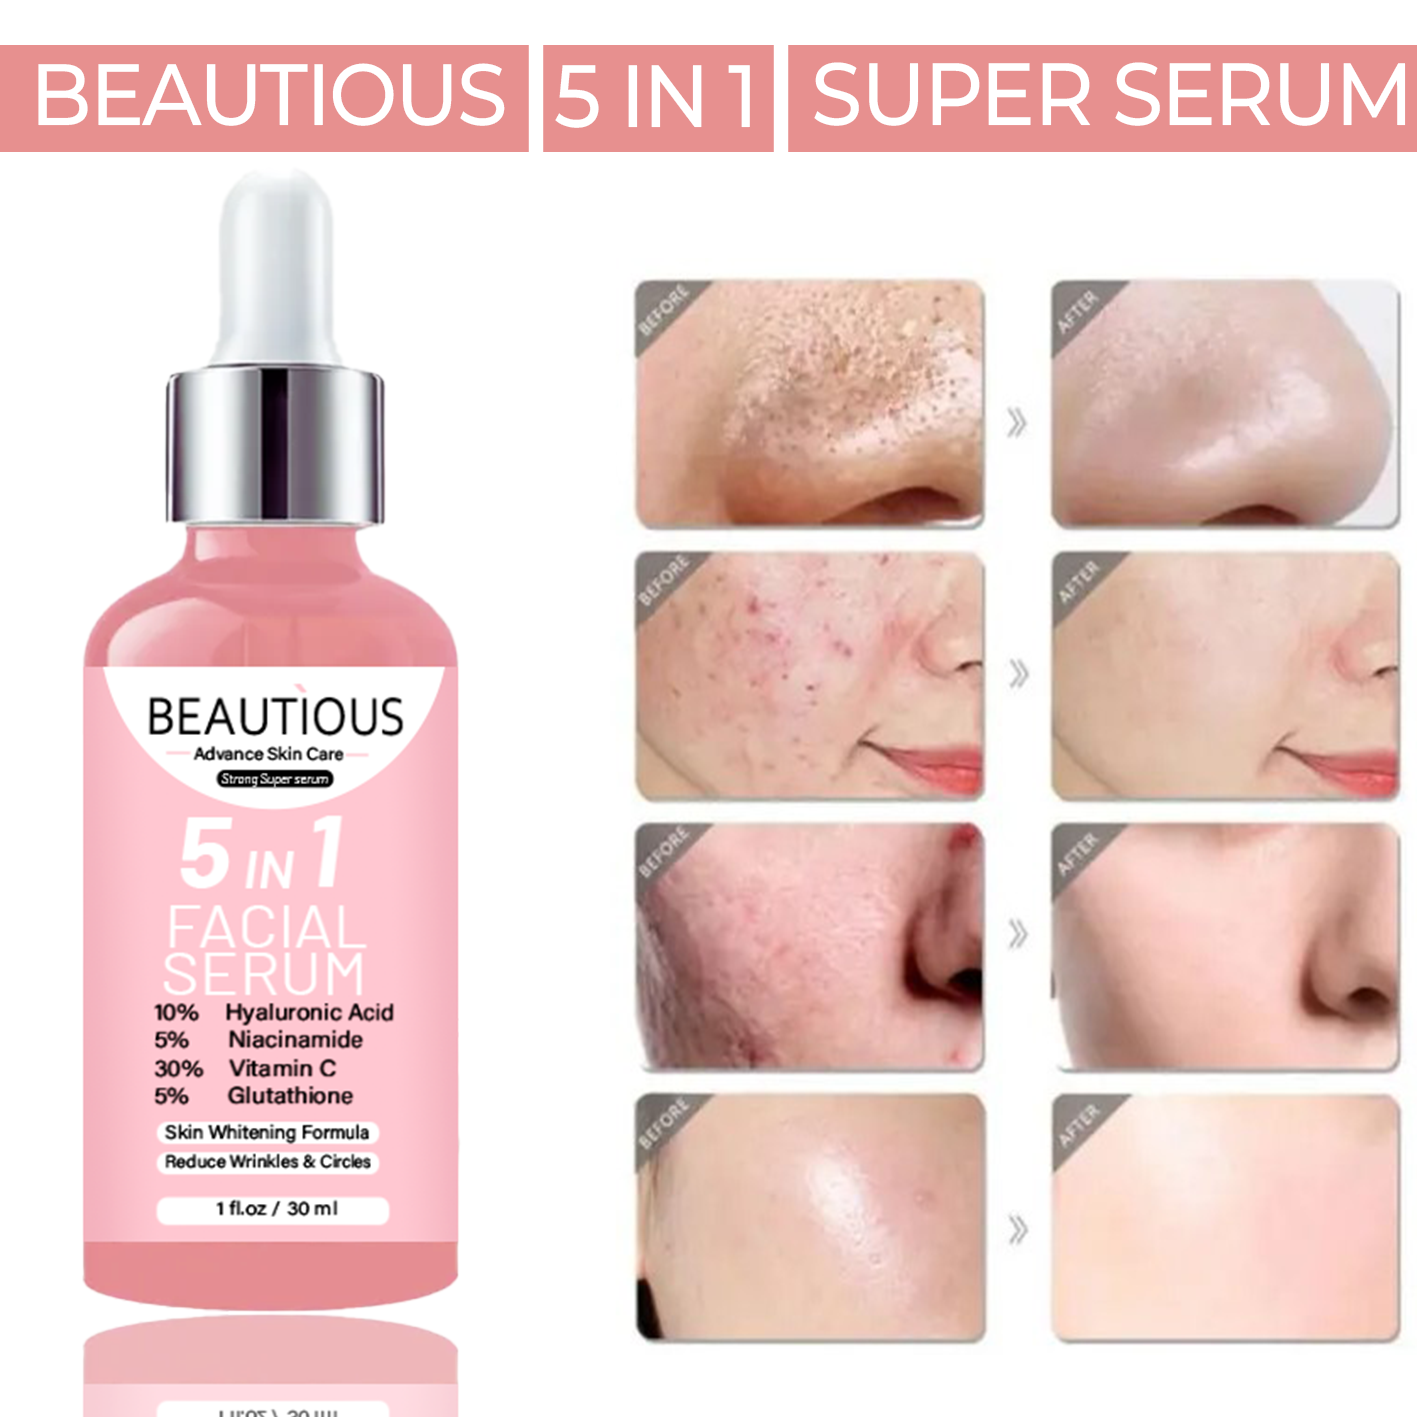 BEAUTIOUS 5 IN 1 SUPER SERUM
BEAUTÌOUS
Advance Skin Care
Strong Super serum
5 IN 1
FACIAL
SERUM
10% Hyaluronic Acid
5% Niacinamide
30% Vitamin C
5% Glutathione
Skin Whitening Formula
Reduce Wrinkles & Circles
1 fl.oz / 30 ml
BEFORE
AFTER
BEFORE
AFTER
BEFORE
AFTER
BEFORE
AFTER